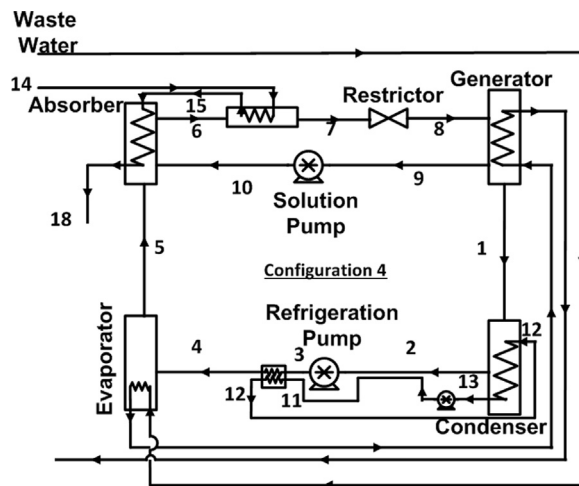 Waste
Water
14
Absorber
15
6
7
Restrictor
8
Generator
10
Solution
Pump
9
18
5
1
Configuration 4
Evaporator
4
Refrigeration
Pump
3
2
12
12
11
13
Condenser